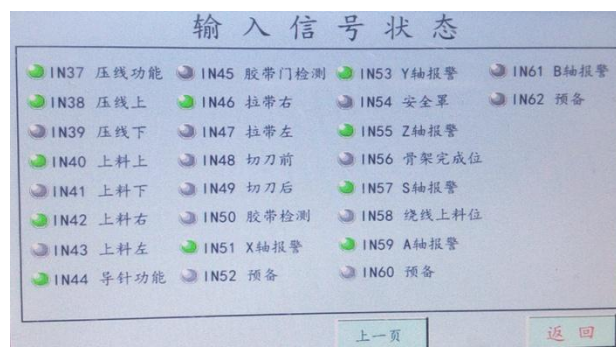 输入信号状态
IN37 压线功能
IN38 压线上
IN39 压线下
IN40 上料上
IN41 上料下
IN42 上料右
IN43 上料左
IN44 导针功能
IN45 胶带门检测
IN46 拉带右
IN47 拉带左
IN48 切刀前
IN49 切刀后
IN50 胶带检测
IN51 X轴报警
IN52 预备
IN53 Y轴报警
IN54 安全罩
IN55 Z轴报警
IN56 骨架完成位
IN57 S轴报警
IN58 绕线上料位
IN59 A轴报警
IN60 预备
IN61 B轴报警
IN62 预备
上一页
返回